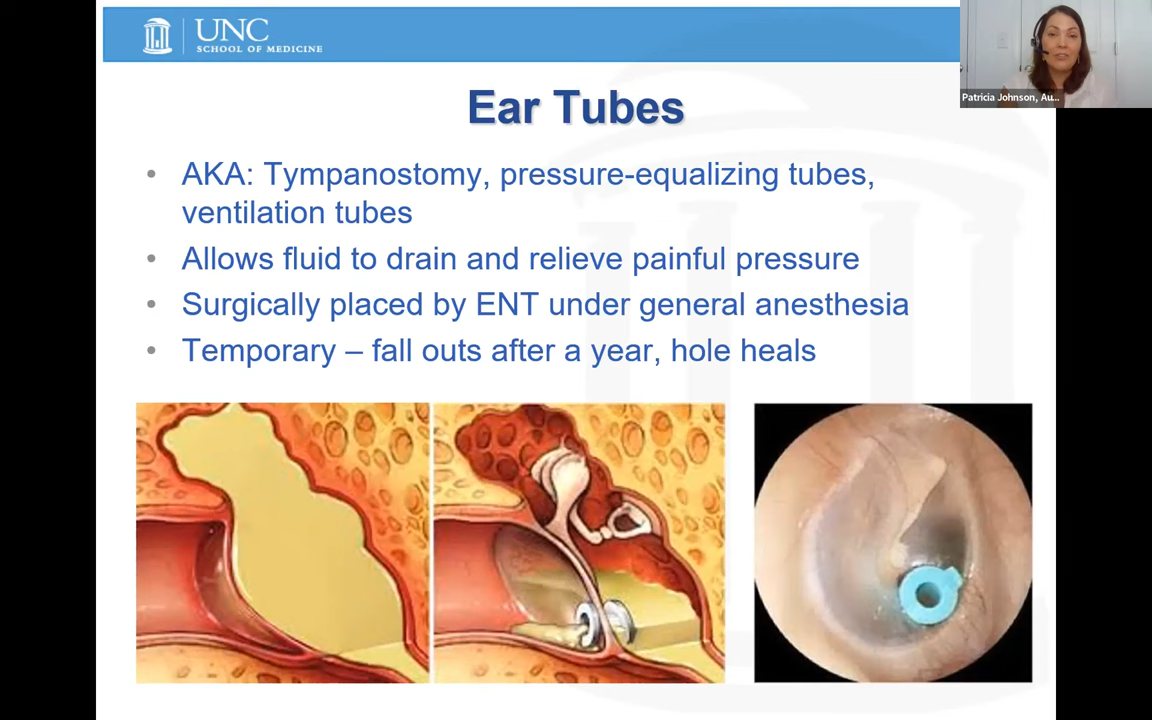 UNC
SCHOOL OF MEDICINE
Patricia Johnson, Au...
Ear Tubes
• AKA: Tympanostomy, pressure-equalizing tubes,
ventilation tubes
• Allows fluid to drain and relieve painful pressure
• Surgically placed by ENT under general anesthesia
• Temporary – fall outs after a year, hole heals